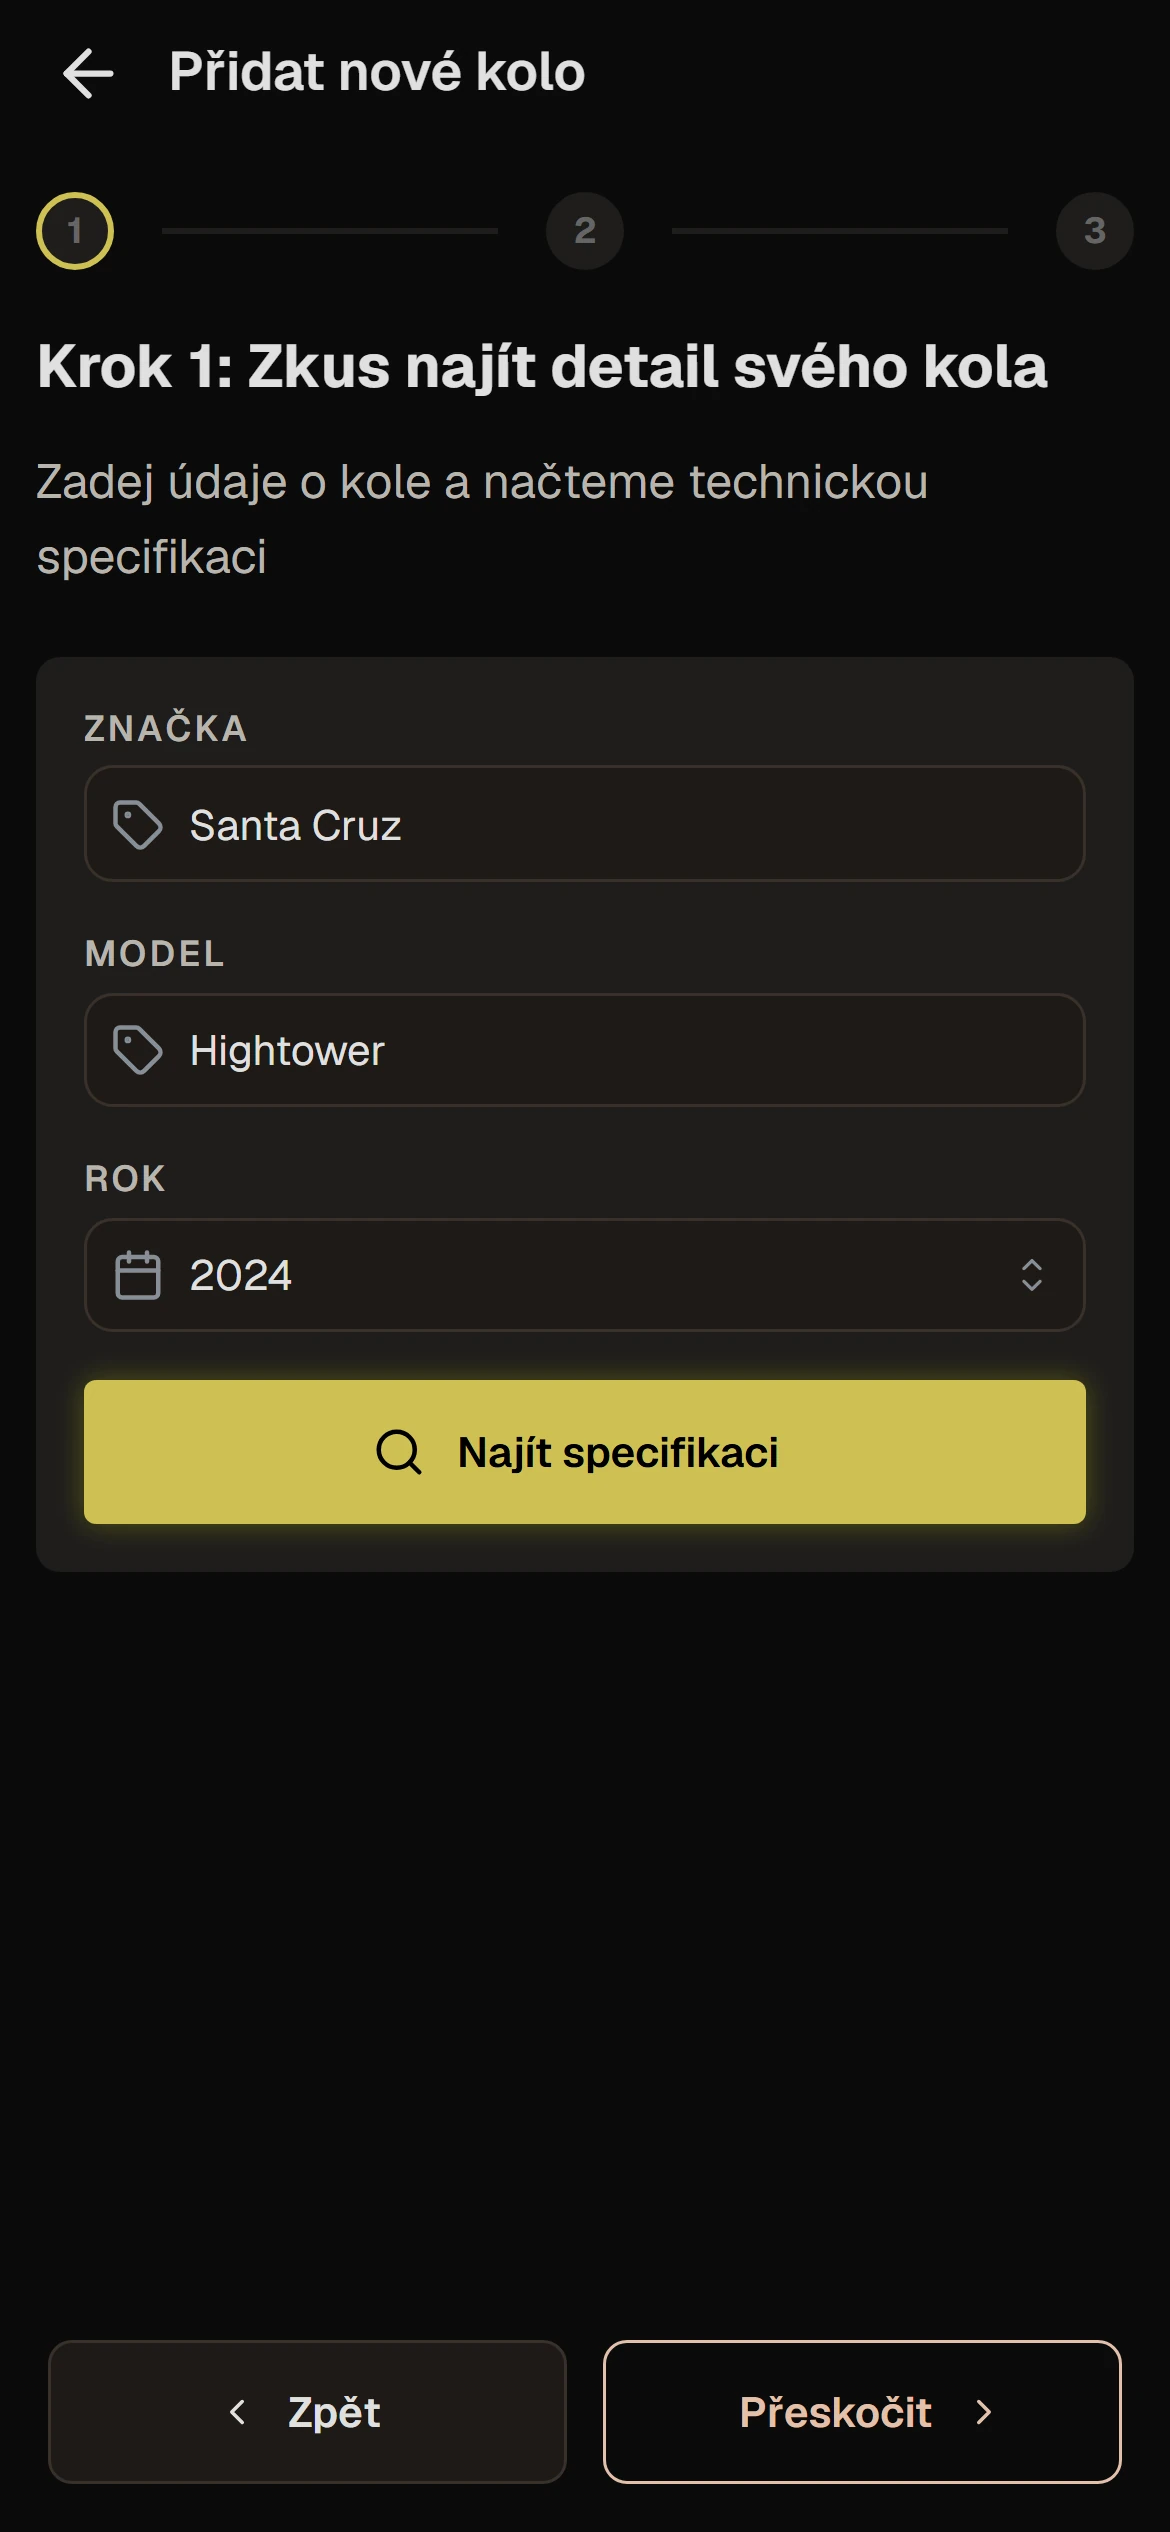 Přidat nové kolo
1
2
3
Krok 1: Zkus najít detail svého kola
Zadej údaje o kole a načteme technickou
specifikaci
ZNAČKA
Santa Cruz
MODEL
Hightower
ROK
2024
Najít specifikaci
Zpět
Přeskočit